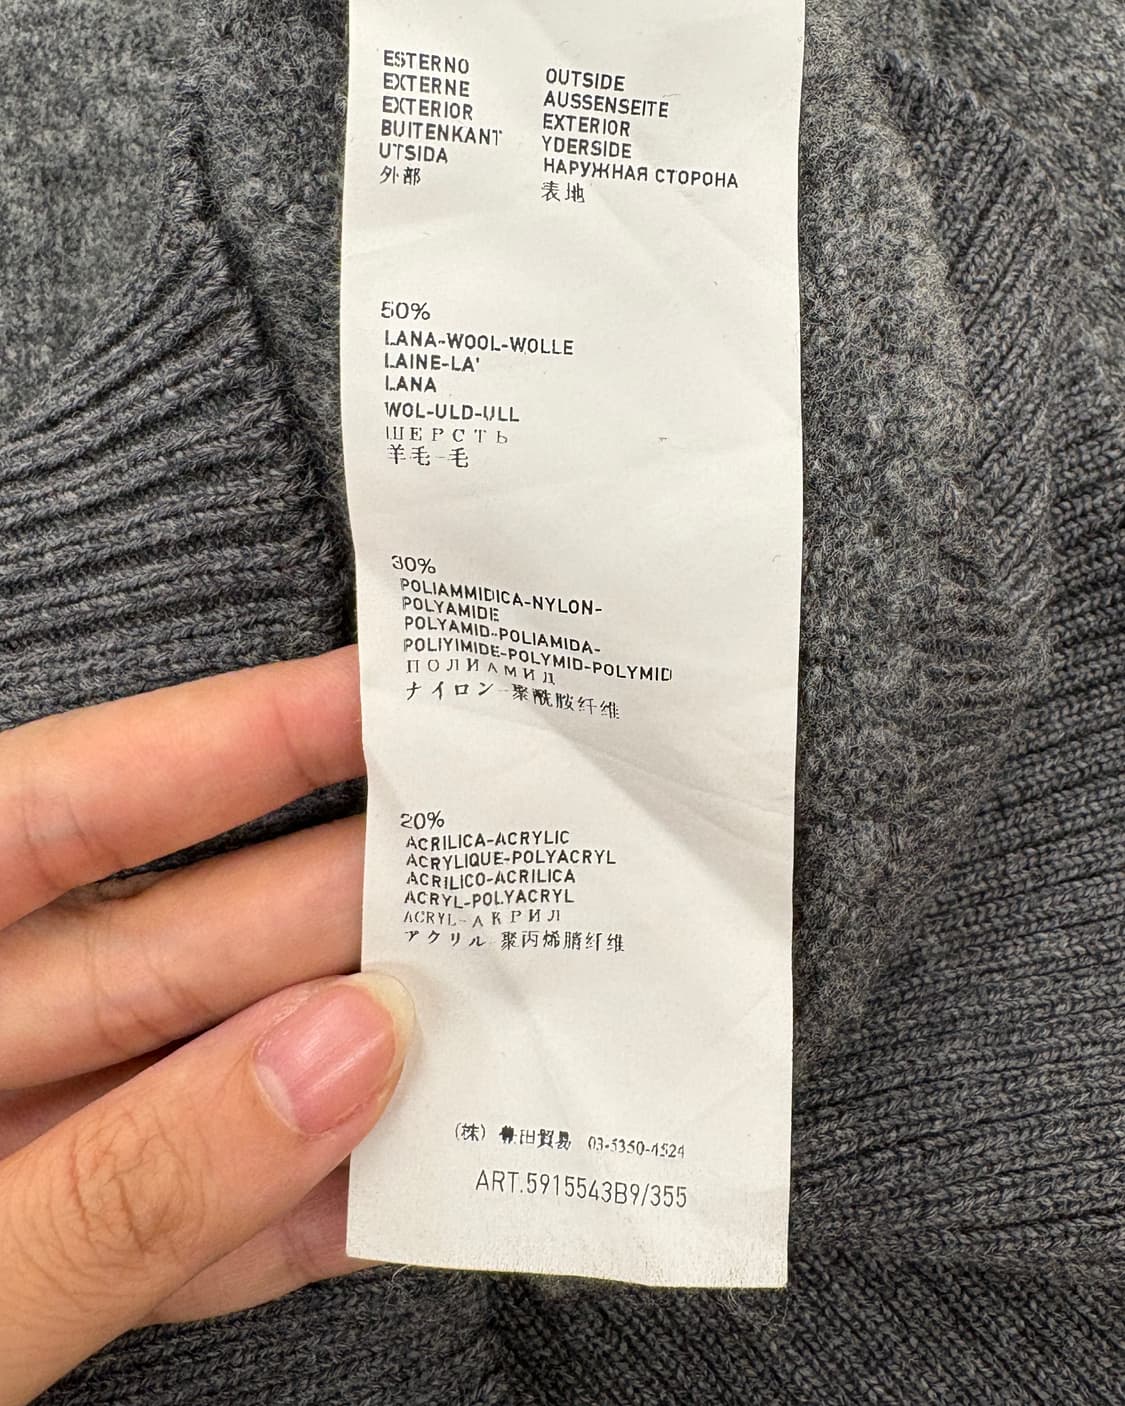 ESTERNO
EXTERNE
EXTERIOR
BUITENKANT
UTSIDA
外部
OUTSIDE
AUSSENSEITE
EXTERIOR
YDERSIDE
НАРУЖНАЯ СТОРОНА
表地
50%
LANA-WOOL-WOLLE
LAINE-LA'
LANA
WOL-ULD-ULL
ШЕРСТЬ
羊毛-毛
30%
POLIAMMIDICA-NYLON-
POLYAMIDE
POLYAMID-POLIAMIDA-
POLIYIMIDE-POLYMID-POLYMID
ПОЛИАМИД
ナイロン-聚酰胺纤维
20%
ACRILICA-ACRYLIC
ACRYLIQUE-POLYACRYL
ACRILICO-ACRILICA
ACRYL-POLYACRYL
ACRYL-АКРИЛ
アクリル-聚丙烯腈纤维
(株) 貿易 03-5350-4524
ART.5915543B9/355